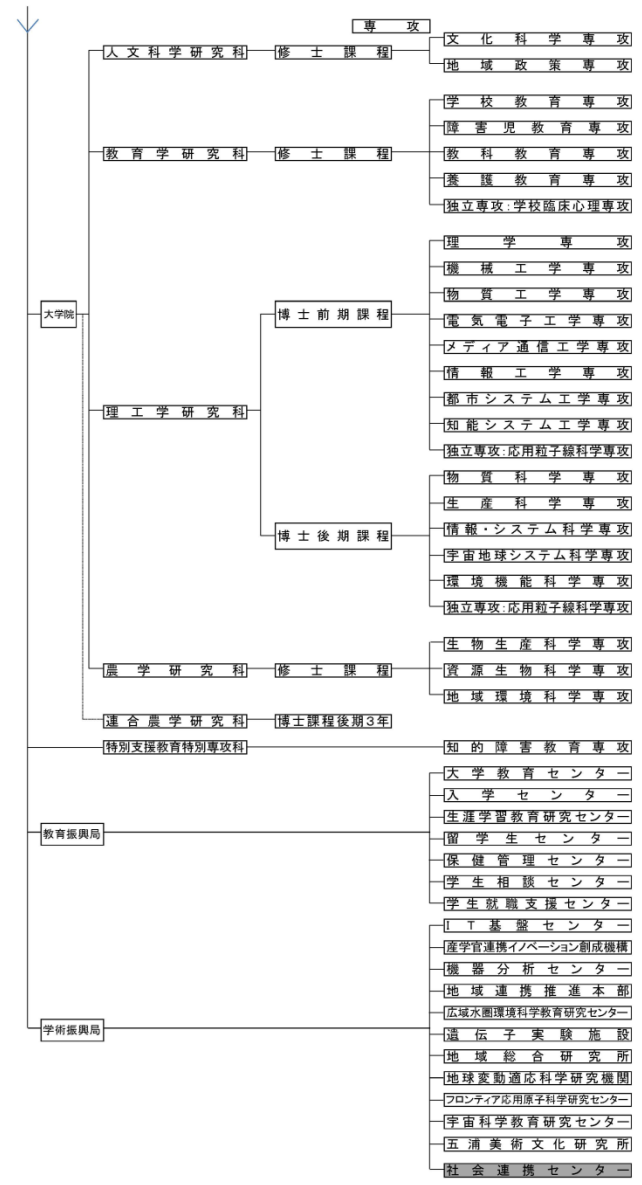 専攻
人文科学研究科 修士課程 文化科学専攻
地域政策専攻
学校教育専攻
障害児教育専攻
教育学研究科 修士課程 教科教育専攻
養護教育専攻
独立専攻:学校臨床心理専攻
理学専攻
機械工学専攻
物質工学専攻
大学院 博士前期課程 電気電子工学専攻
メディア通信工学専攻
情報工学専攻
都市システム工学専攻
理工学研究科 知能システム工学専攻
独立専攻:応用粒子線科学専攻
物質科学専攻
生産科学専攻
博士後期課程 情報・システム科学専攻
宇宙地球システム科学専攻
環境機能科学専攻
独立専攻:応用粒子線科学専攻
生物生産科学専攻
農学研究科 修士課程 資源生物科学専攻
地域環境科学専攻
連合農学研究科 博士課程後期3年
特別支援教育特別専攻科 知的障害教育専攻
大学教育センター
入学センター
生涯学習教育研究センター
教育振興局 留学生センター
保健管理センター
学生相談センター
学生就職支援センター
IT基盤センター
産学官連携イノベーション創成機構
機器分析センター
地域連携推進本部
広域水圏環境科学教育研究センター
学術振興局 遺伝子実験施設
地域総合研究所
地球変動適応科学研究機関
フロンティア応用原子科学研究センター
宇宙科学教育研究センター
五浦美術文化研究所
社会連携センター